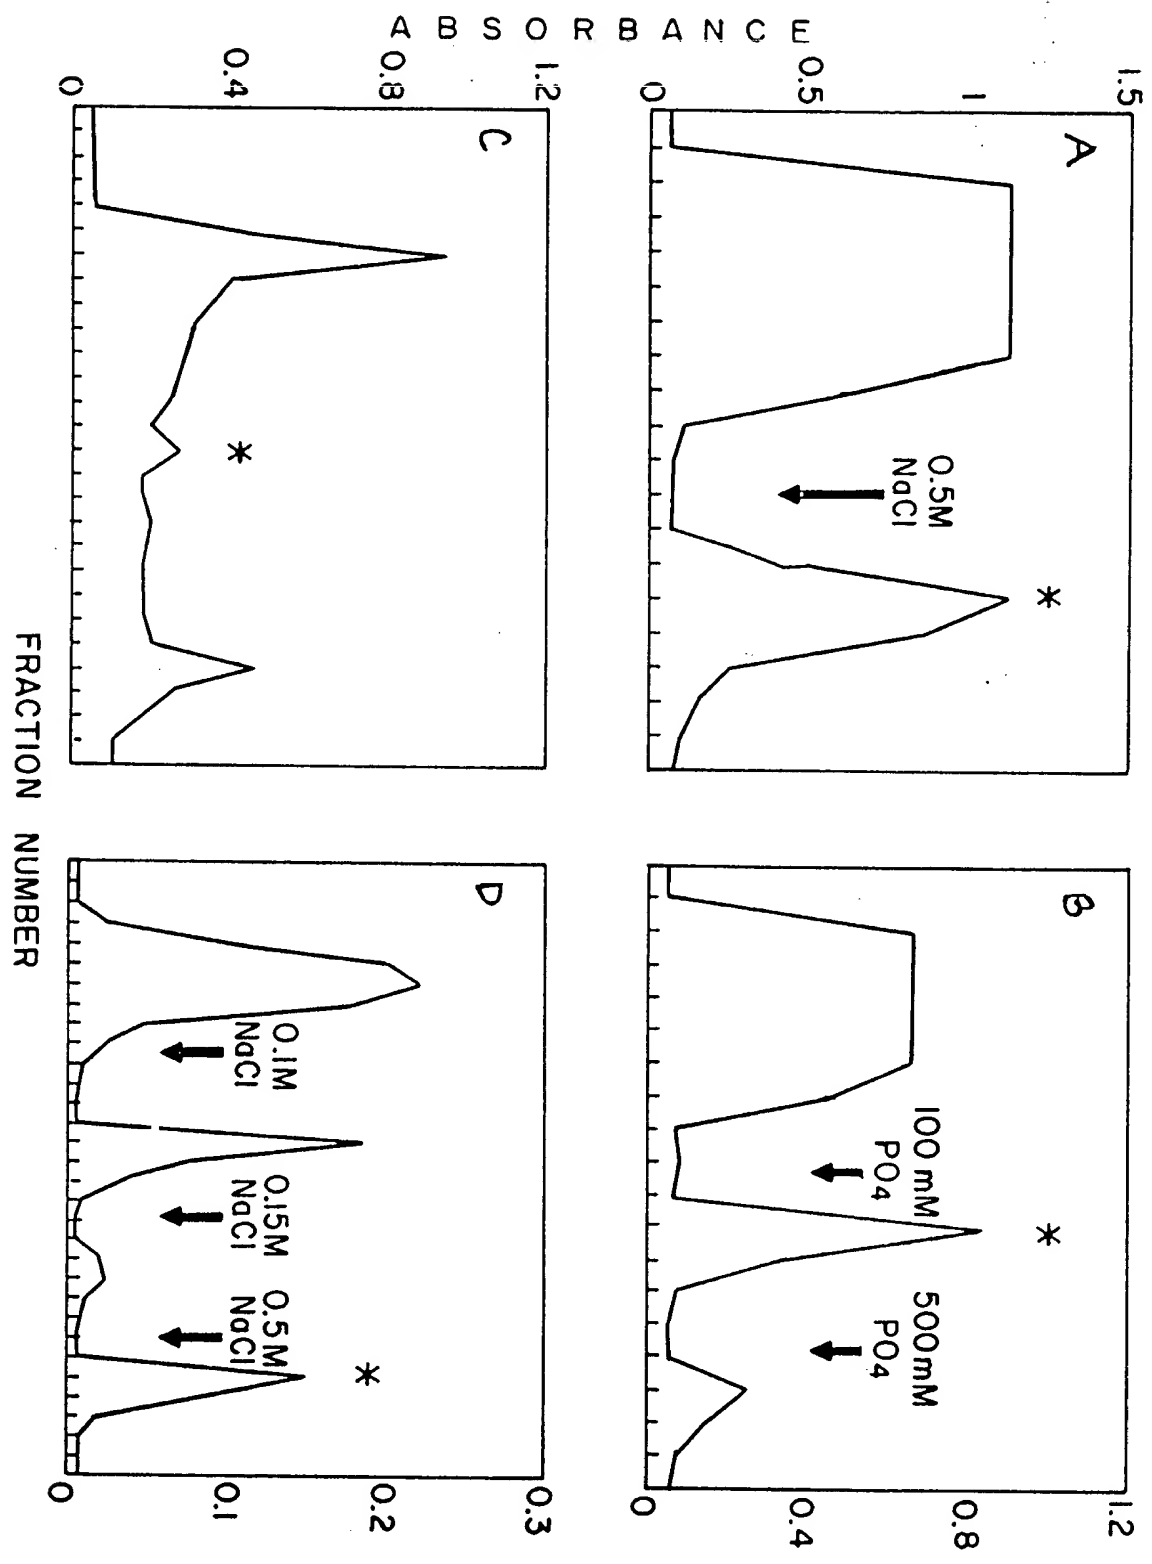 ABSORBANCE
1.5
1
0.5
0
A
0.5M
NaCl
*
B
100 mM
PO4
*
500mM
PO4
1.2
0.8
0.4
0
1.2
0.8
0.4
0
C
*
D
0.1M
NaCl
0.15M
NaCl
0.5M
NaCl
*
0.3
0.2
0.1
0
FRACTION NUMBER